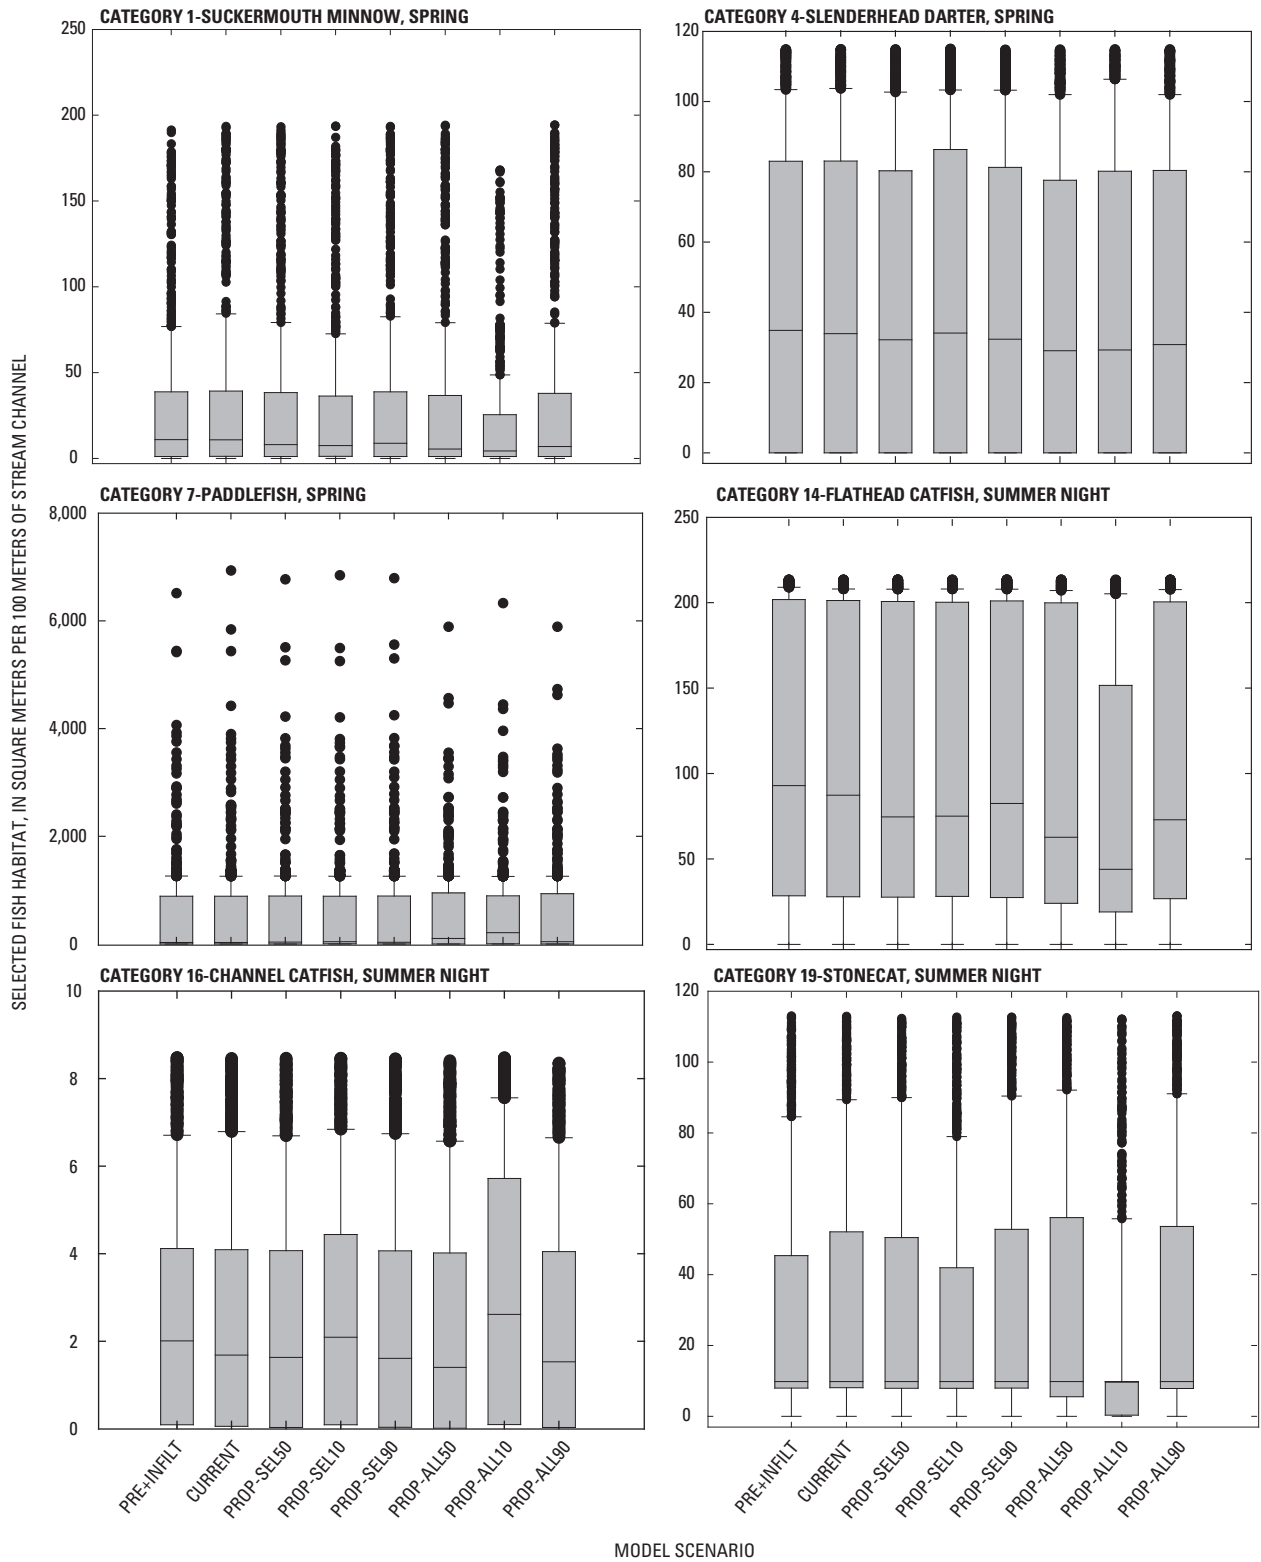 CATEGORY 1-SUCKERMOUTH MINNOW, SPRING
250
200
150
100
50
0
CATEGORY 4-SLENDERHEAD DARTER, SPRING
120
100
80
60
40
20
0
CATEGORY 7-PADDLEFISH, SPRING
8,000
6,000
4,000
2,000
0
CATEGORY 14-FLATHEAD CATFISH, SUMMER NIGHT
250
200
150
100
50
0
CATEGORY 16-CHANNEL CATFISH, SUMMER NIGHT
10
8
6
4
2
0
PRE+INFILT
CURRENT
PROP-SEL50
PROP-SEL10
PROP-SEL90
PROP-ALL50
PROP-ALL10
PROP-ALL90
CATEGORY 19-STONECAT, SUMMER NIGHT
120
100
80
60
40
20
0
PRE+INFILT
CURRENT
PROP-SEL50
PROP-SEL10
PROP-SEL90
PROP-ALL50
PROP-ALL10
PROP-ALL90
SELECTED FISH HABITAT, IN SQUARE METERS PER 100 METERS OF STREAM CHANNEL
MODEL SCENARIO